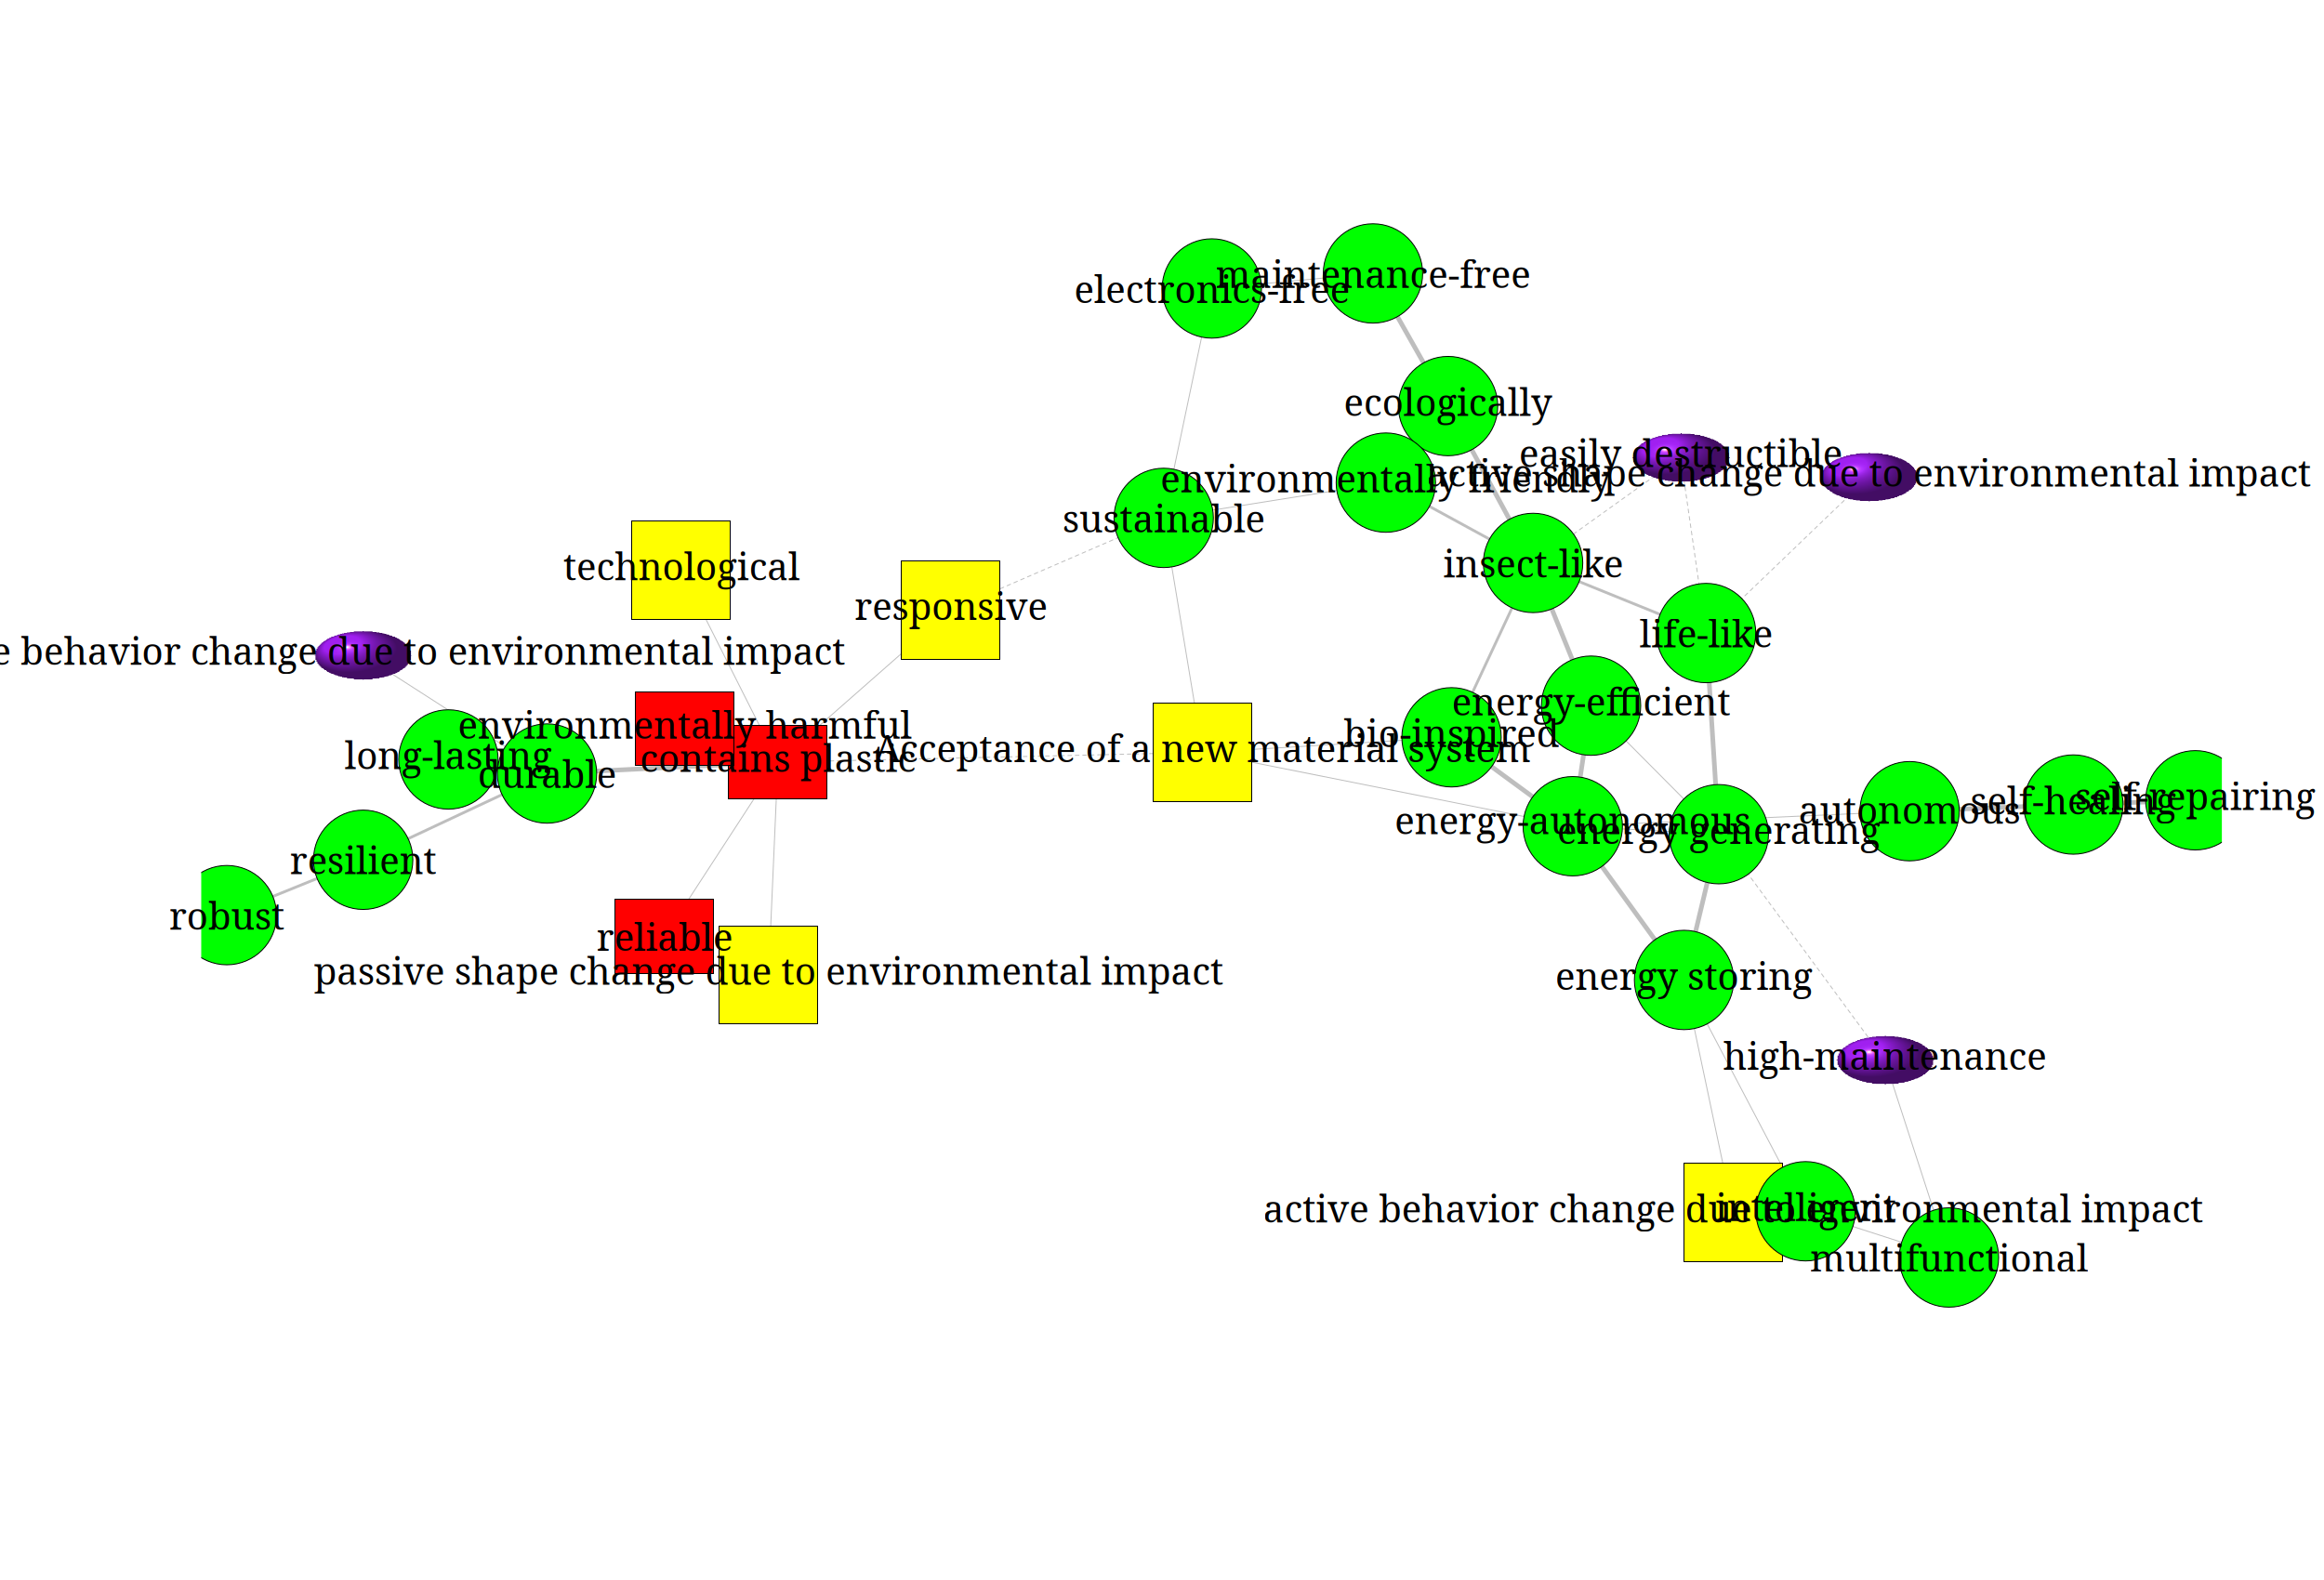 maintenance-free
electronics-free
ecologically
easily destructible
active shape change due to environmental impact
environmentally friendly
sustainable
insect-like
technological
responsive
life-like
behavior change due to environmental impact
energy-efficient
environmentally harmful
bio-inspired
Acceptance of a new material system
long-lasting
contains plastic
durable
self-repairing
self-healing
autonomous
energy-autonomous
energy generating
resilient
robust
reliable
passive shape change due to environmental impact
energy storing
high-maintenance
intelligent
active behavior change due to environmental impact
multifunctional